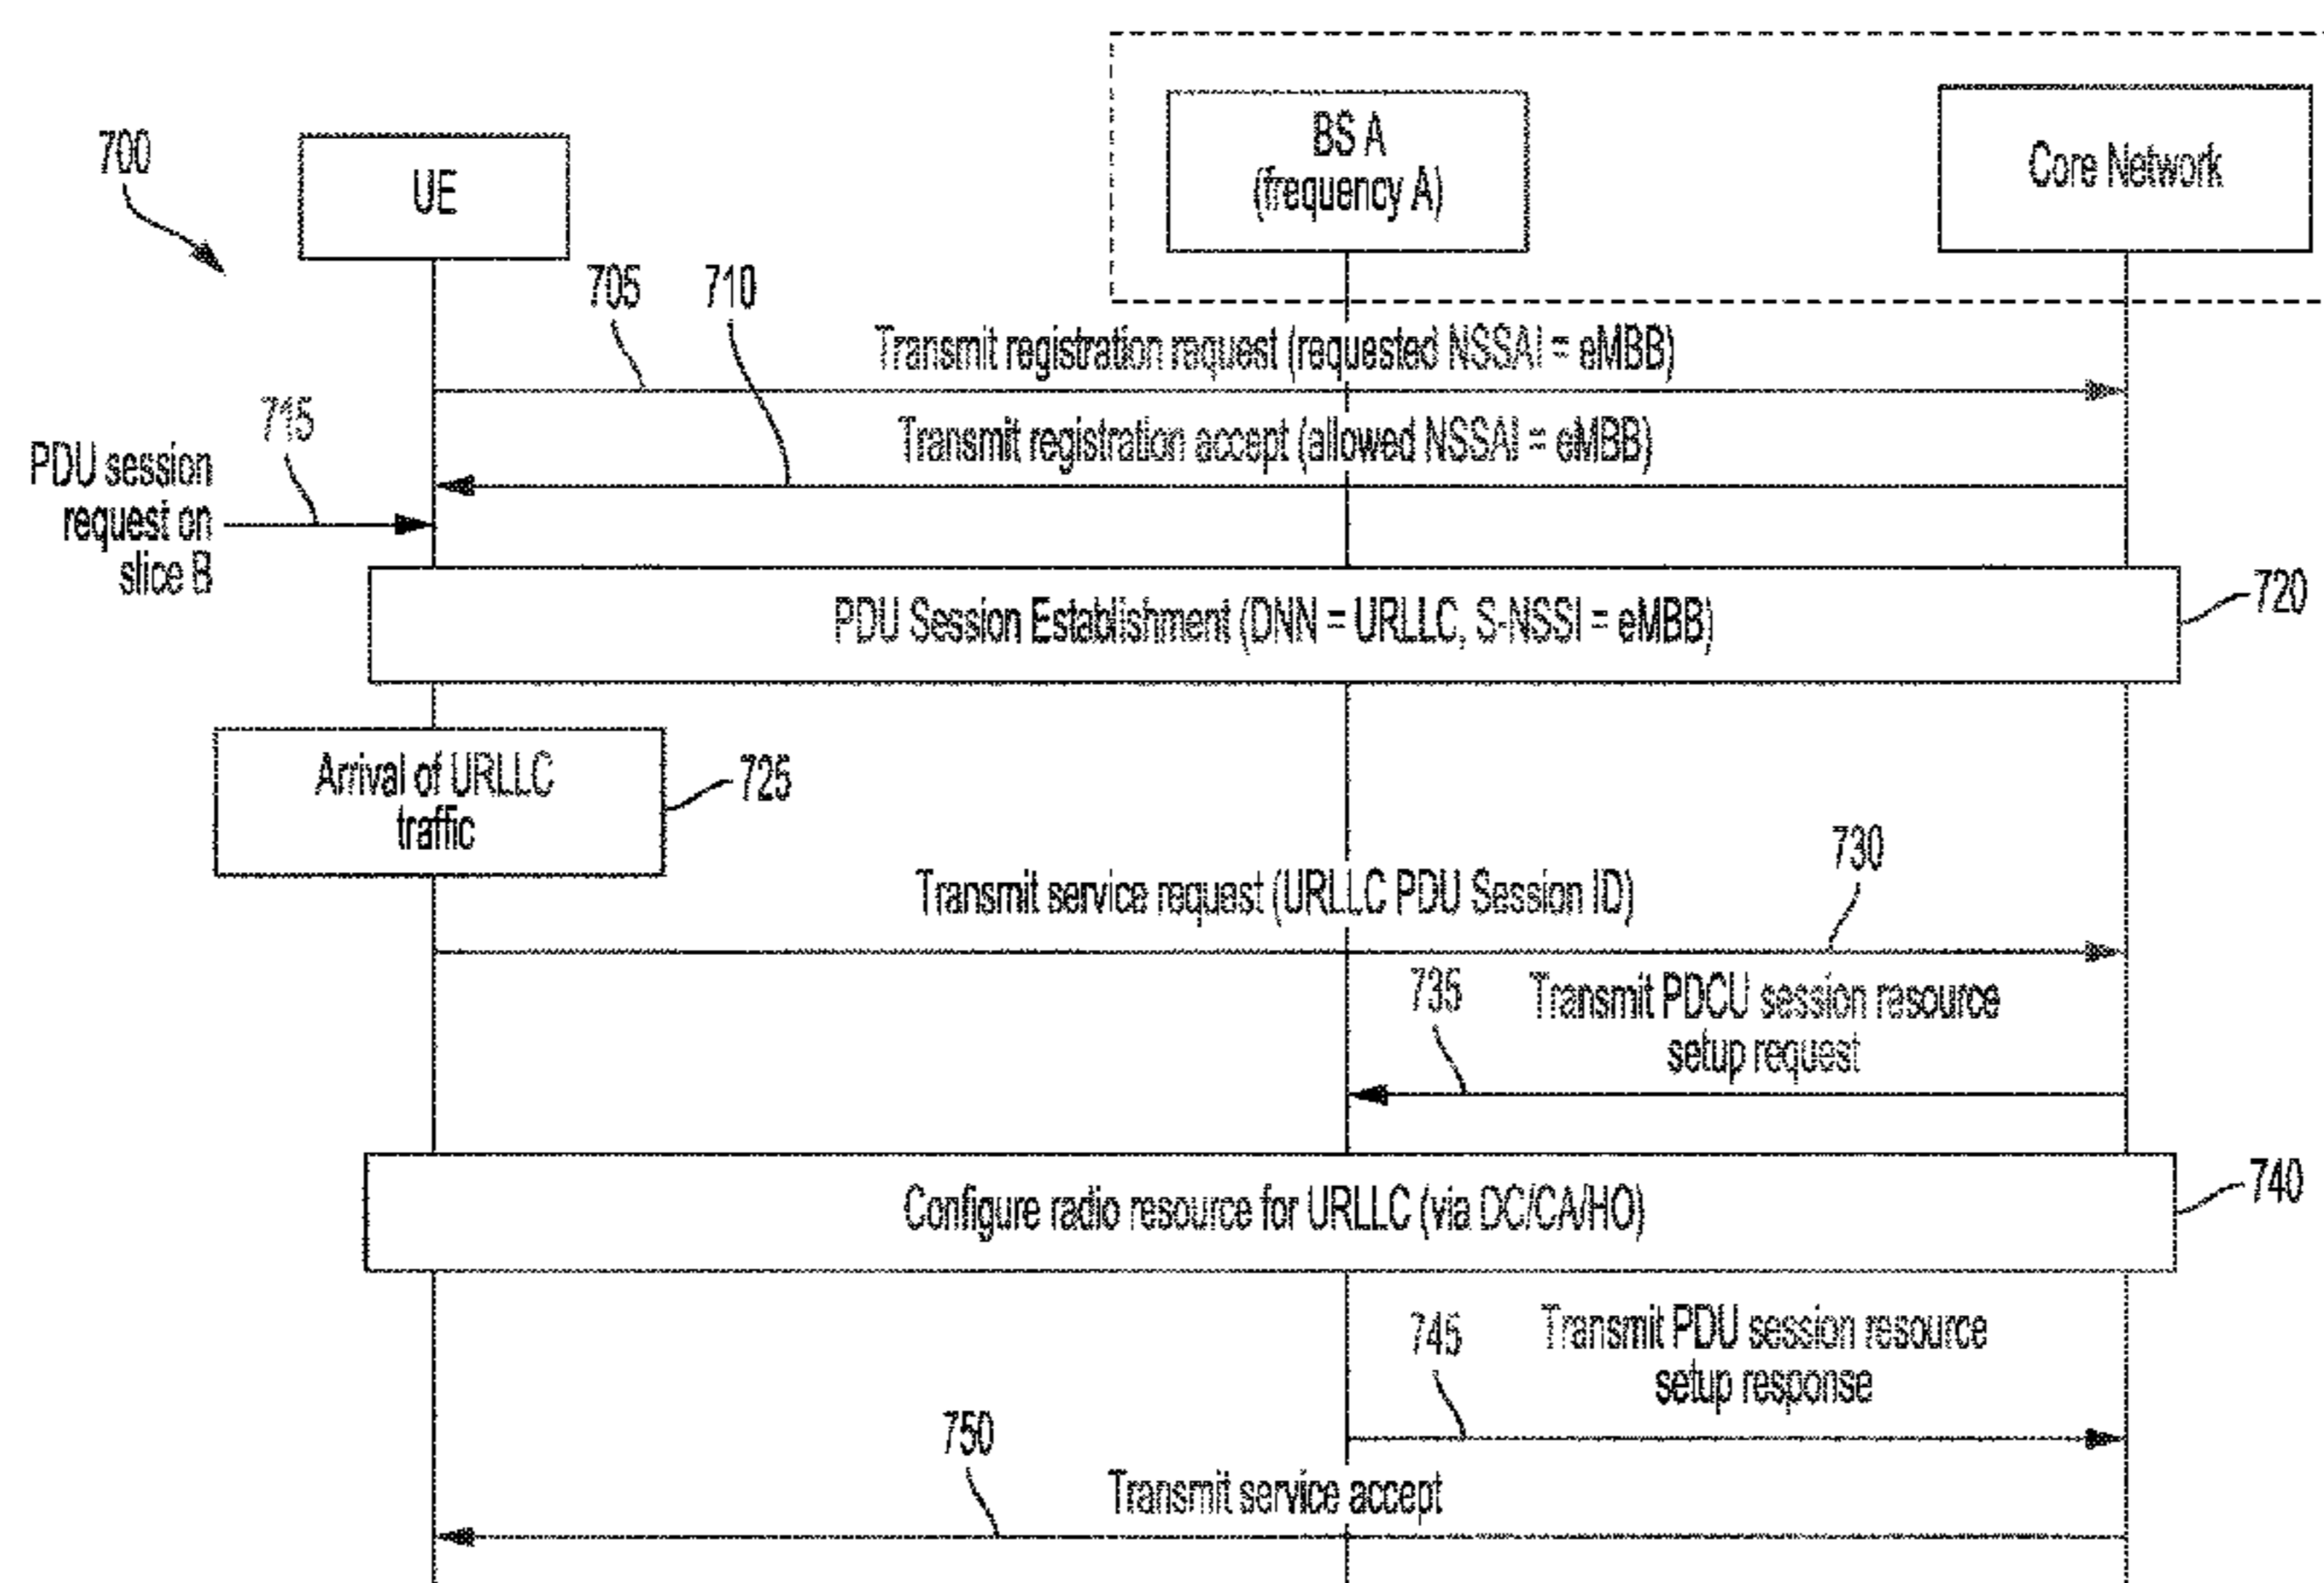 700
UE
BS A
(frequency A)
Core Network
705
710
Transmit registration request (requested NSSAI = eMBB)
715
Transmit registration accept (allowed NSSAI = eMBB)
PDU session
request on
slice B
PDU Session Establishment (DNN = URLLC, S-NSSI = eMBB)
720
Arrival of URLLC
traffic
725
730
Transmit service request (URLLC PDU Session ID)
735
Transmit PDCU session resource
setup request
Configure radio resource for URLLC (via DC/CA/HO)
740
745
Transmit PDU session resource
setup response
750
Transmit service accept